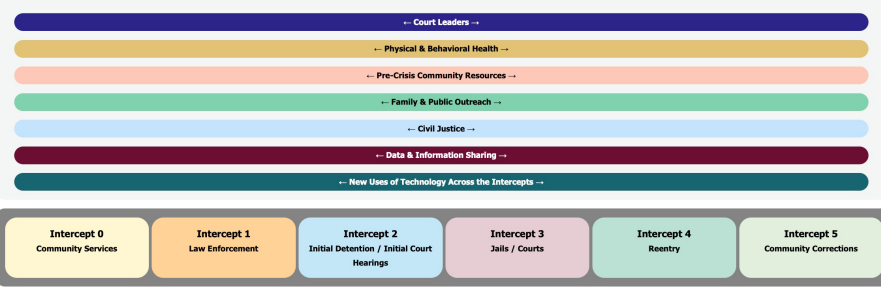 ← Court Leaders →
← Physical & Behavioral Health →
← Pre-Crisis Community Resources →
← Family & Public Outreach →
← Civil Justice →
← Data & Information Sharing →
← New Uses of Technology Across the Intercepts →
Intercept 0
Community Services
Intercept 1
Law Enforcement
Intercept 2
Initial Detention / Initial Court
Hearings
Intercept 3
Jails / Courts
Intercept 4
Reentry
Intercept 5
Community Corrections